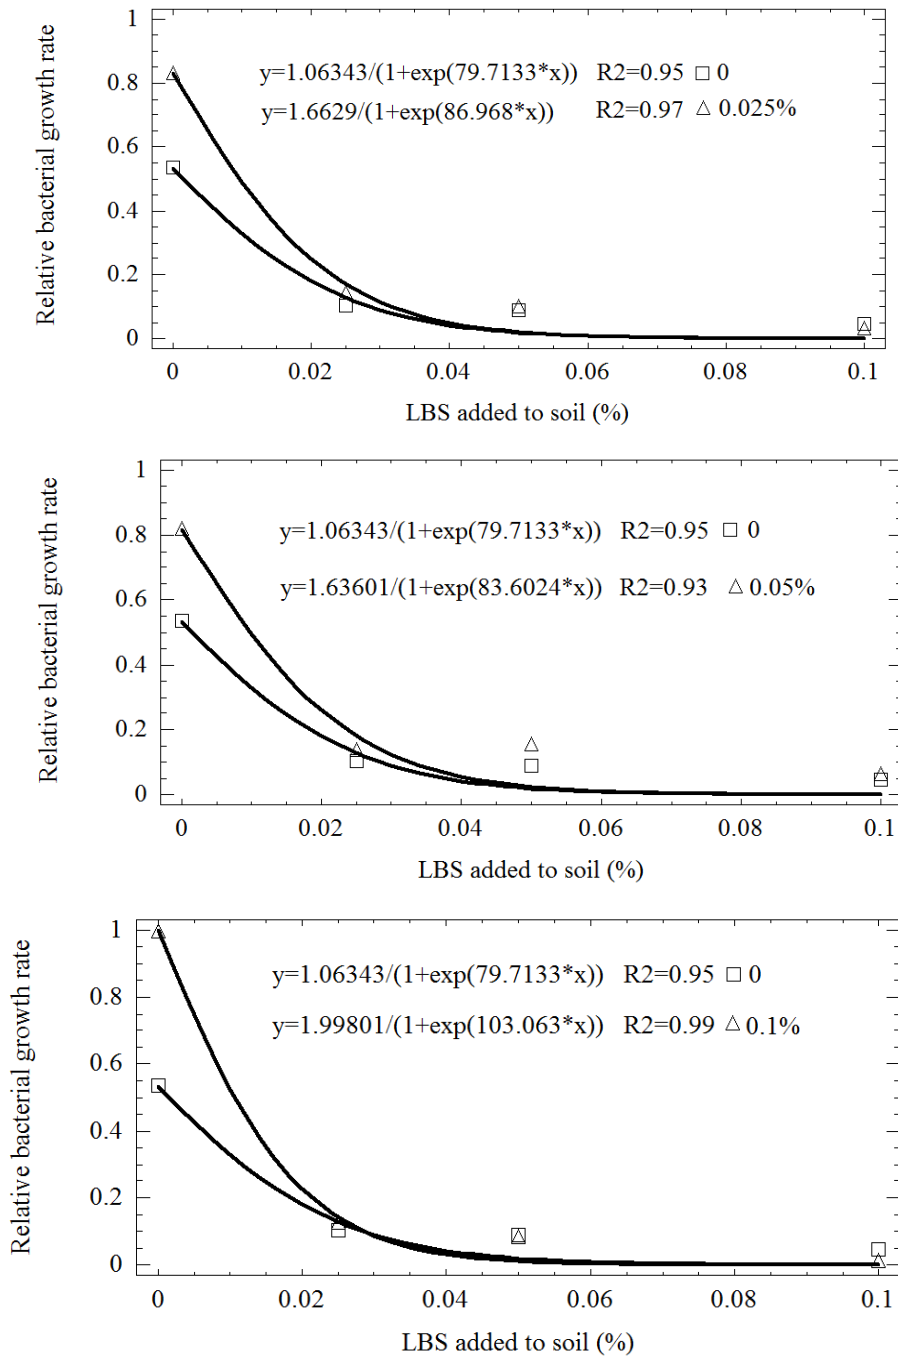 Relative bacterial growth rate
1
0.8
0.6
0.4
0.2
0
y=1.06343/(1+exp(79.7133*x)) R2=0.95 0
y=1.6629/(1+exp(86.968*x)) R2=0.97 0.025%
0 0.02 0.04 0.06 0.08 0.1
LBS added to soil (%)
Relative bacterial growth rate
1
0.8
0.6
0.4
0.2
0
y=1.06343/(1+exp(79.7133*x)) R2=0.95 0
y=1.63601/(1+exp(83.6024*x)) R2=0.93 0.05%
0 0.02 0.04 0.06 0.08 0.1
LBS added to soil (%)
Relative bacterial growth rate
1
0.8
0.6
0.4
0.2
0
y=1.06343/(1+exp(79.7133*x)) R2=0.95 0
y=1.99801/(1+exp(103.063*x)) R2=0.99 0.1%
0 0.02 0.04 0.06 0.08 0.1
LBS added to soil (%)